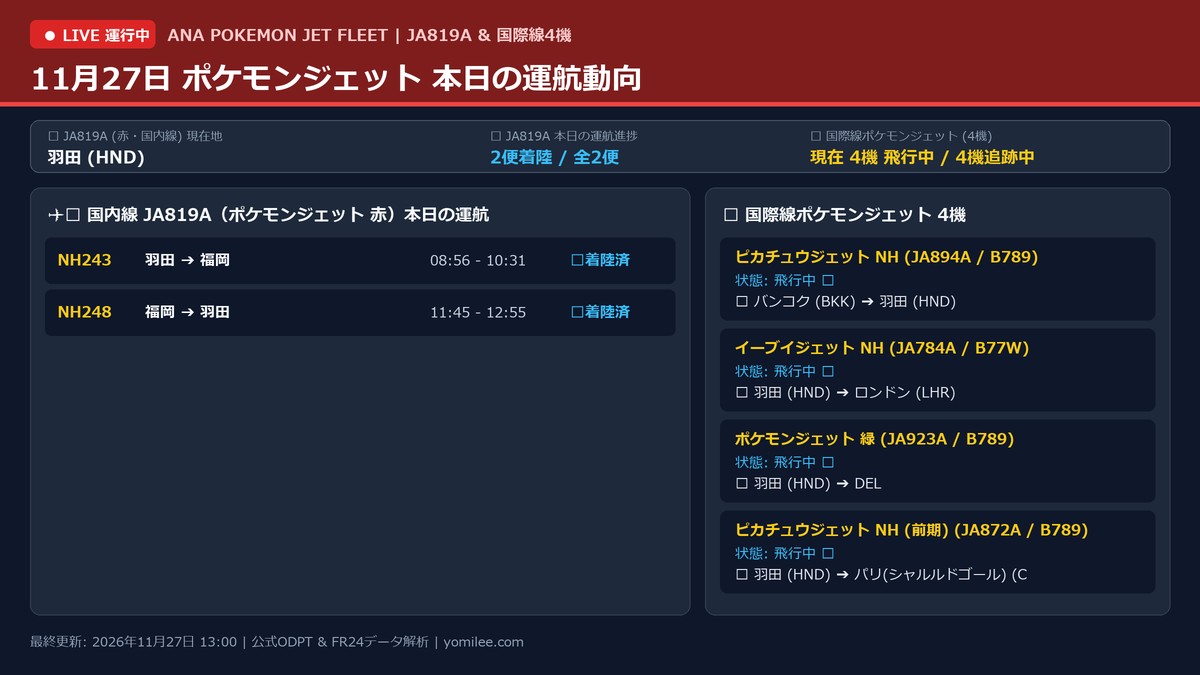 ● LIVE 運行中 ANA POKEMON JET FLEET | JA819A & 国際線4機
11月27日 ポケモンジェット 本日の運航動向
□ JA819A (赤・国内線) 現在地
羽田 (HND)
□ JA819A 本日の運航進捗
2便着陸 / 全2便
□ 国際線ポケモンジェット (4機)
現在 4機 飛行中 / 4機追跡中
✈□ 国内線 JA819A（ポケモンジェット 赤）本日の運航
NH243 羽田 → 福岡 08:56 - 10:31 □着陸済
NH248 福岡 → 羽田 11:45 - 12:55 □着陸済
□ 国際線ポケモンジェット 4機
ピカチュウジェット NH (JA894A / B789)
状態: 飛行中 □
□ バンコク (BKK) ➔ 羽田 (HND)
イーブイジェット NH (JA784A / B77W)
状態: 飛行中 □
□ 羽田 (HND) ➔ ロンドン (LHR)
ポケモンジェット 緑 (JA923A / B789)
状態: 飛行中 □
□ 羽田 (HND) ➔ DEL
ピカチュウジェット NH (前期) (JA872A / B789)
状態: 飛行中 □
□ 羽田 (HND) ➔ パリ(シャルルドゴール) (C
最終更新: 2026年11月27日 13:00 | 公式ODPT & FR24データ解析 | yomilee.com